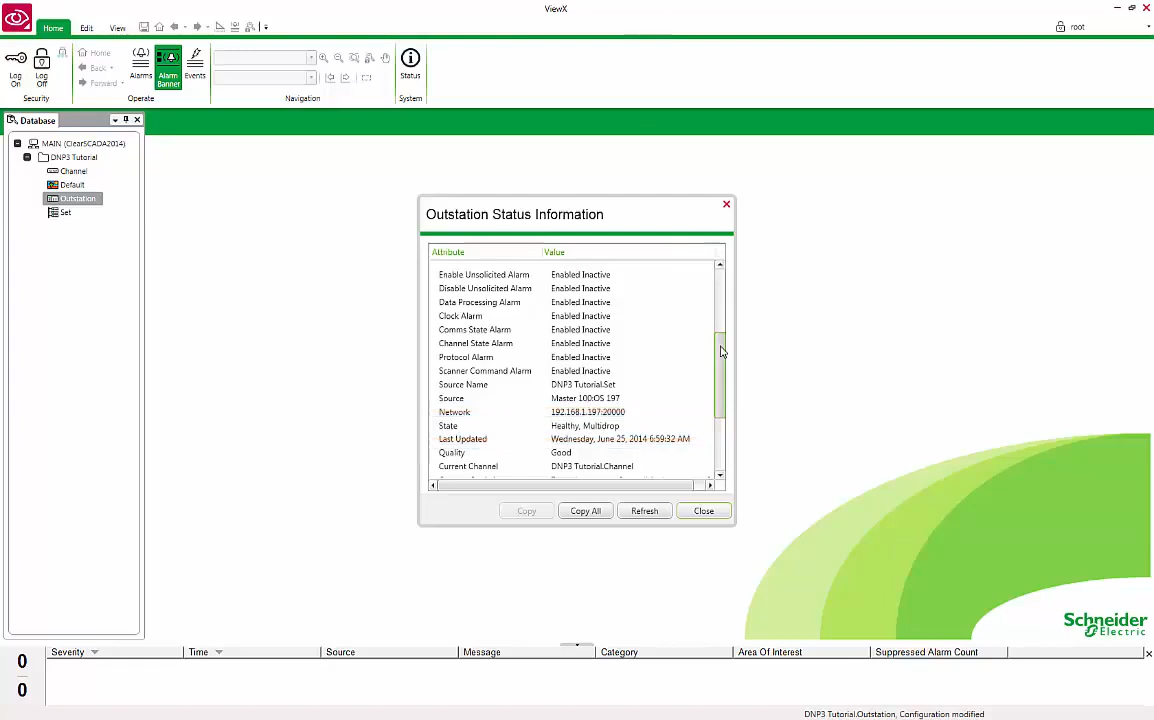 ViewX
Home Edit View
root
Log On
Log Off
Security
Home
Back
Forward
Alarms
Alarm Banner
Events
Operate
Navigation
Status
System
Database
MAIN (ClearSCADA2014)
DNP3 Tutorial
Channel
Default
Outstation
Set
Outstation Status Information
Attribute Value
Enable Unsolicited Alarm Enabled Inactive
Disable Unsolicited Alarm Enabled Inactive
Data Processing Alarm Enabled Inactive
Clock Alarm Enabled Inactive
Comms State Alarm Enabled Inactive
Channel State Alarm Enabled Inactive
Protocol Alarm Enabled Inactive
Scanner Command Alarm Enabled Inactive
Source Name DNP3 Tutorial.Set
Source Master 100:OS 197
Network 192.168.1.197:20000
State Healthy, Multidrop
Last Updated Wednesday, June 25, 2014 6:59:32 AM
Quality Good
Current Channel DNP3 Tutorial.Channel
Copy Copy All Refresh Close
Schneider Electric
0
0
Severity Time Source Message Category Area Of Interest Suppressed Alarm Count
DNP3 Tutorial.Outstation, Configuration modified